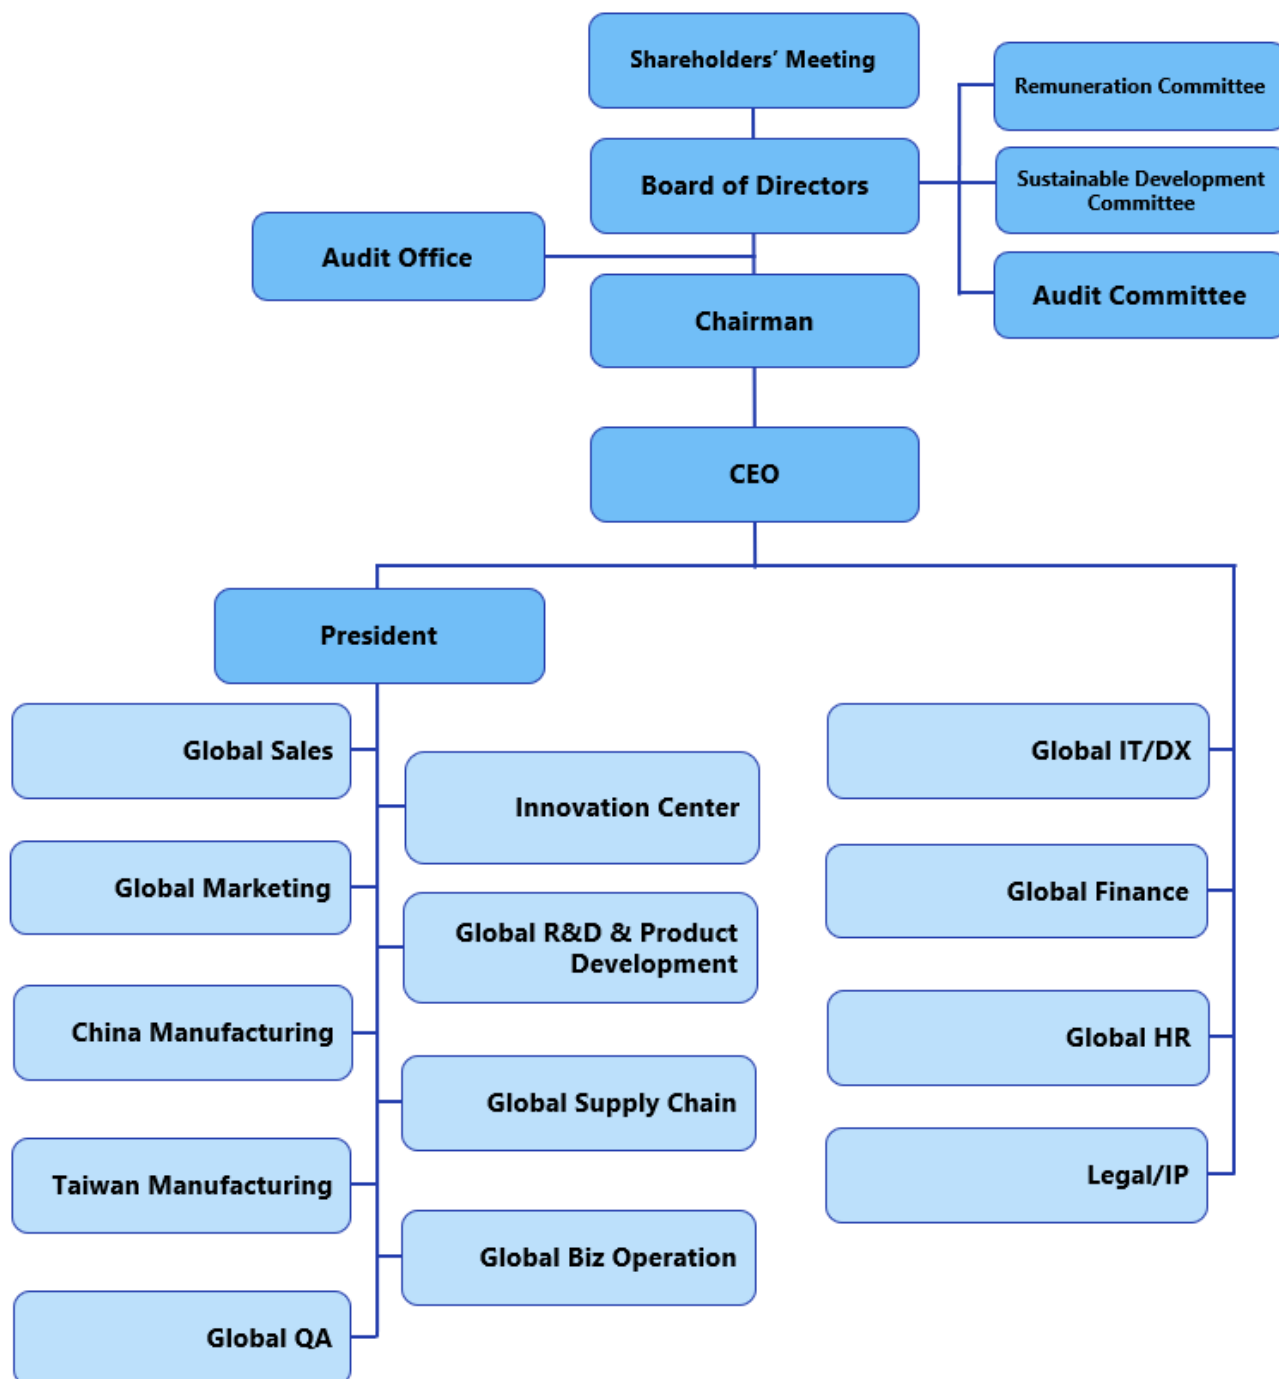 Shareholders’ Meeting
Remuneration Committee
Board of Directors
Sustainable Development
Committee
Audit Office
Audit Committee
Chairman
CEO
President
Global Sales
Innovation Center
Global Marketing
Global R&D & Product
Development
China Manufacturing
Global Supply Chain
Taiwan Manufacturing
Global Biz Operation
Global QA
Global IT/DX
Global Finance
Global HR
Legal/IP